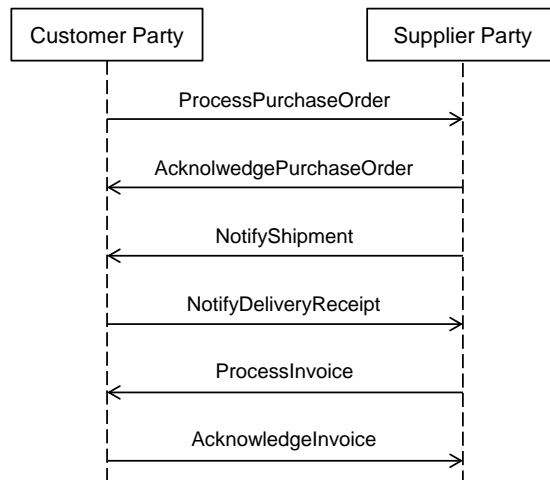 Customer Party
Supplier Party
ProcessPurchaseOrder
AcknolwedgePurchaseOrder
NotifyShipment
NotifyDeliveryReceipt
ProcessInvoice
AcknowledgeInvoice